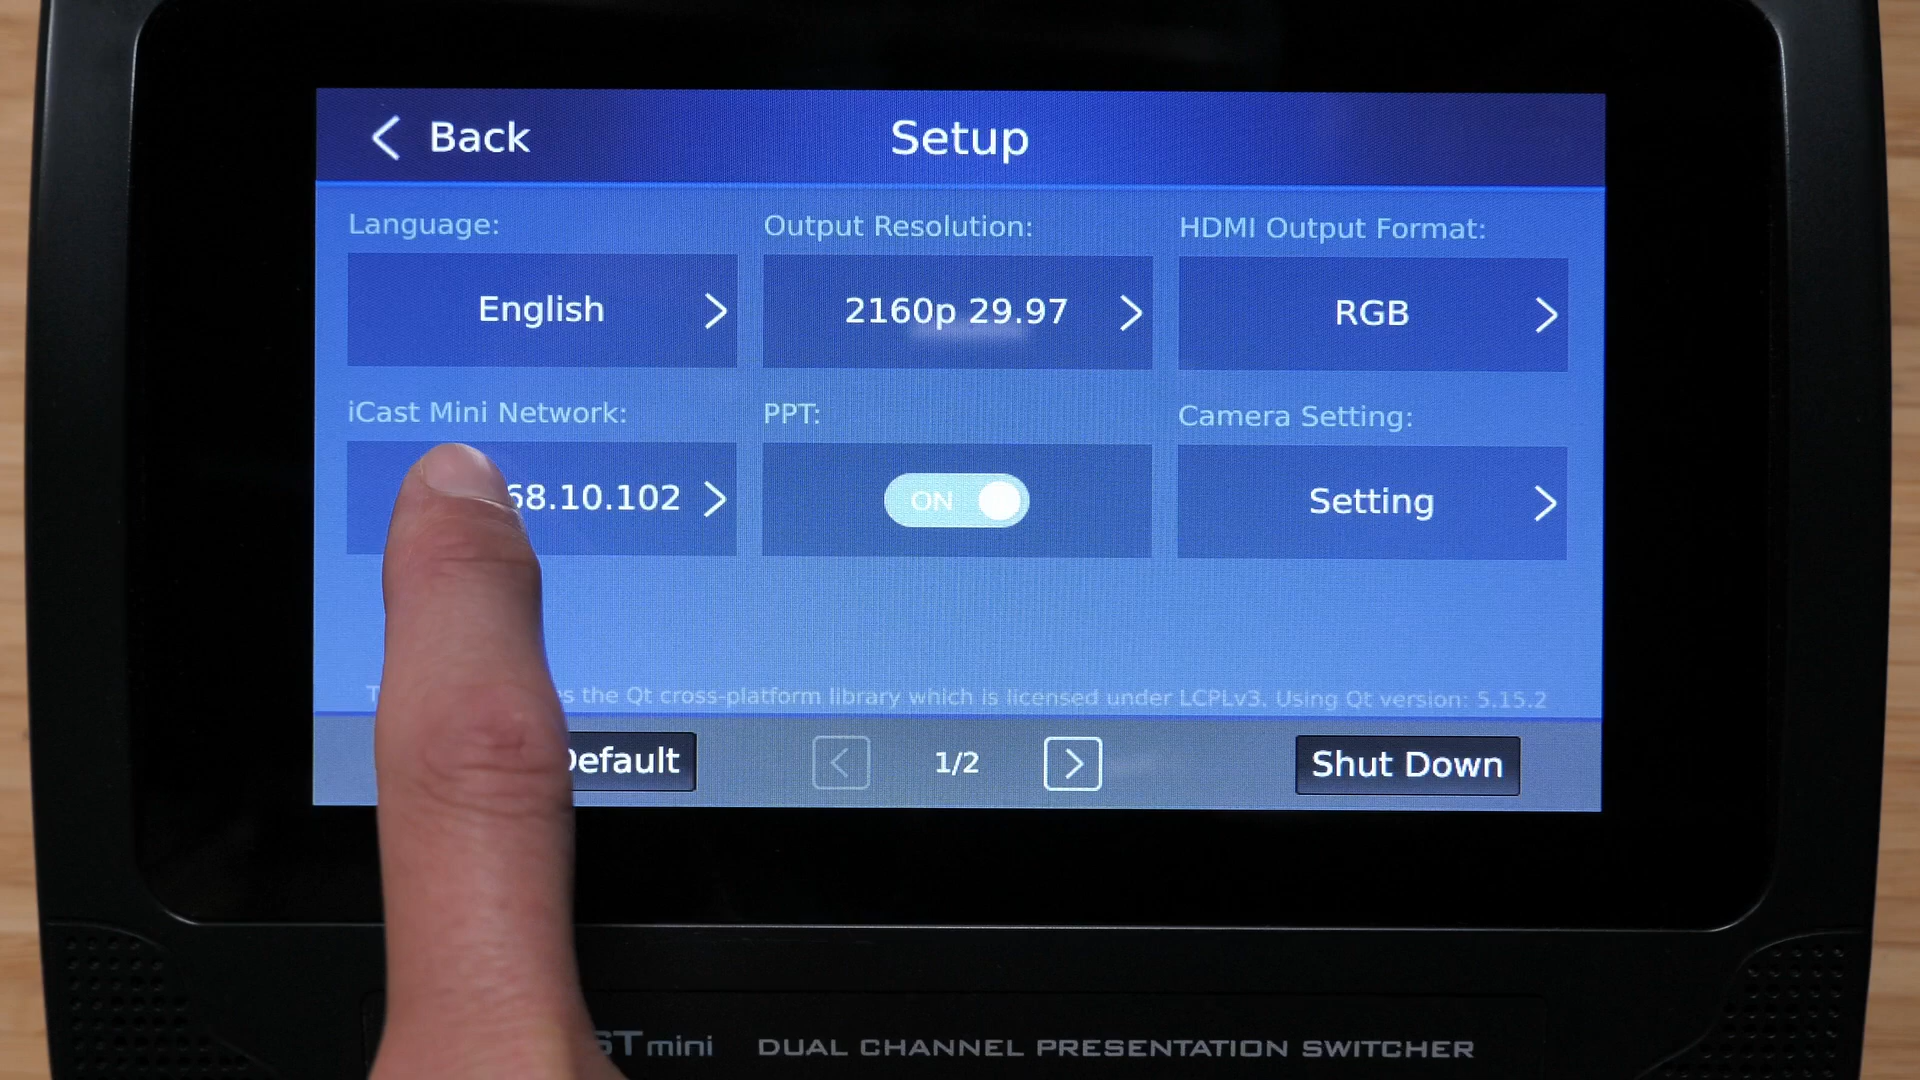 Back
Setup
Language:
Output Resolution:
HDMI Output Format:
English
2160p 29.97
RGB
iCast Mini Network:
PPT:
Camera Setting:
68.10.102
ON
Setting
the Qt cross-platform library which is licensed under LCPLv3. Using Qt version: 5.15.2
Default
1/2
Shut Down
mini
DUAL CHANNEL PRESENTATION SWITCHER